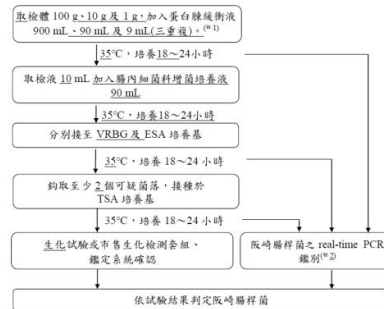 取檢體 100 g、10 g 及 1 g，加入蛋白腖緩衝液
900 mL、90 mL 及 9 mL(三重複)。(註1)
35℃，培養18～24小時
取檢液 10 mL 加入腸內細菌科增菌培養液
90 mL
35℃，培養 18～24小時
分別接至 VRBG 及 ESA 培養基
35℃，培養 18～24 小時
鈎取至少 2 個可疑菌落，接種於
TSA 培養基
35℃，培養 18～24 小時
生化試驗或市售生化檢測套組、
鑑定系統確認
阪崎腸桿菌之 real-time PCR
鑑別(註2)
依試驗結果判定阪崎腸桿菌